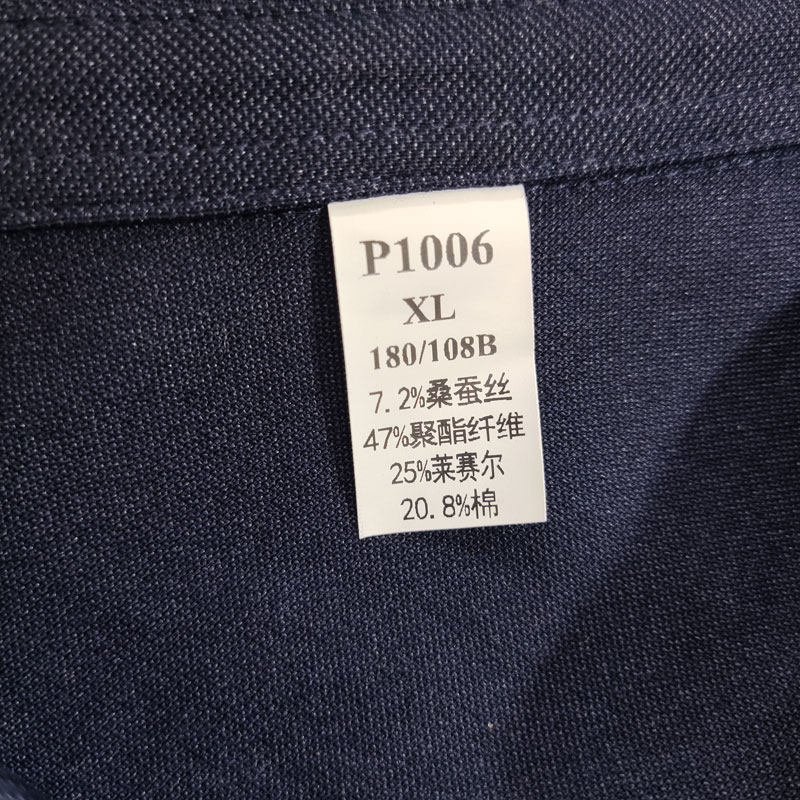 P1006
XL
180/108B
7.2%桑蚕丝
47%聚酯纤维
25%莱赛尔
20.8%棉